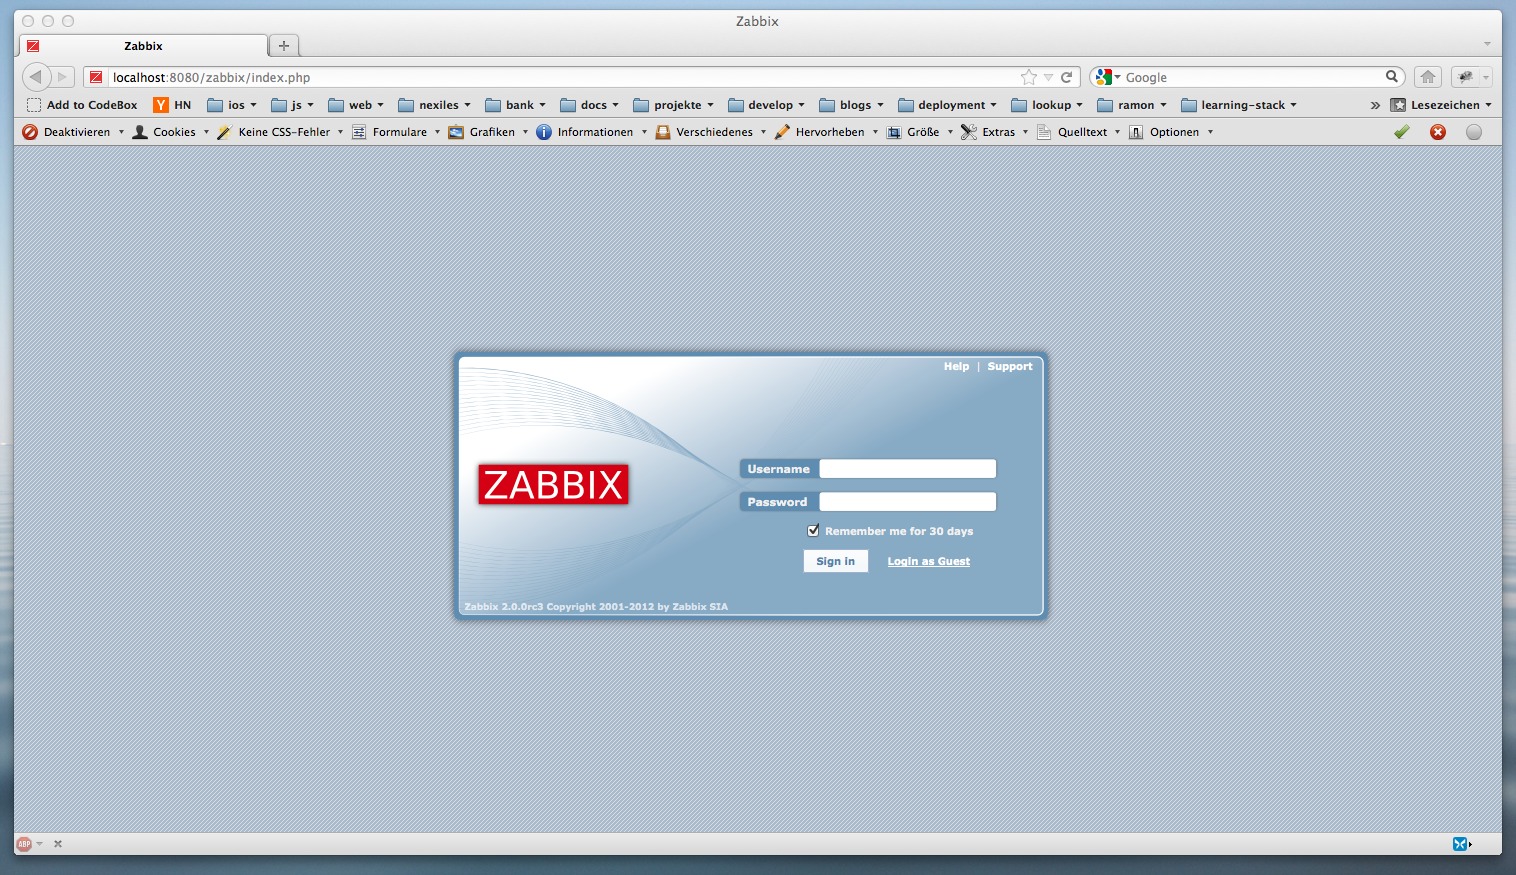 Zabbix
Zabbix
localhost:8080/zabbix/index.php
Google
Add to CodeBox Y HN ios js web nexiles bank docs projekte develop blogs deployment lookup ramon learning-stack » Lesezeichen
Deaktivieren Cookies Keine CSS-Fehler Formulare Grafiken Informationen Verschiedenes Hervorheben Größe Extras Quelltext Optionen
Help | Support
ZABBIX
Username
Password
Remember me for 30 days
Sign in Login as Guest
Zabbix 2.0.0rc3 Copyright 2001-2012 by Zabbix SIA
ABP